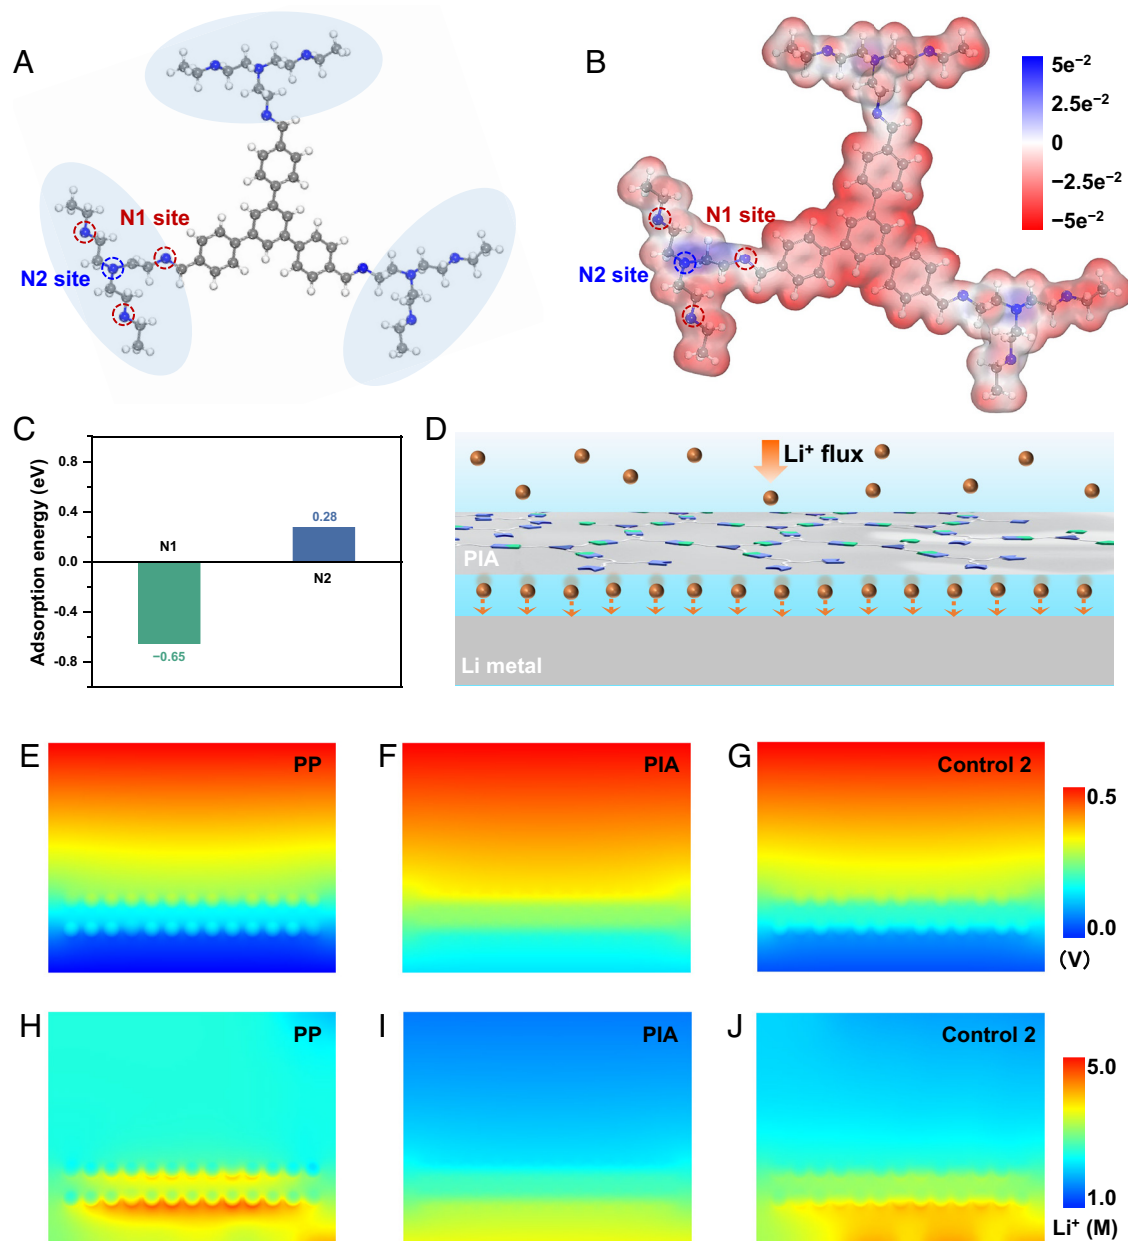 A
N1 site
N2 site
B
N1 site
N2 site
5e⁻²
2.5e⁻²
0
−2.5e⁻²
−5e⁻²
C
Adsorption energy (eV)
0.8
0.4
0.0
-0.4
-0.8
N1
−0.65
0.28
N2
D
Li⁺ flux
PIA
Li metal
E
PP
F
PIA
G
Control 2
0.5
0.0
(V)
H
PP
I
PIA
J
Control 2
5.0
1.0
Li⁺ (M)